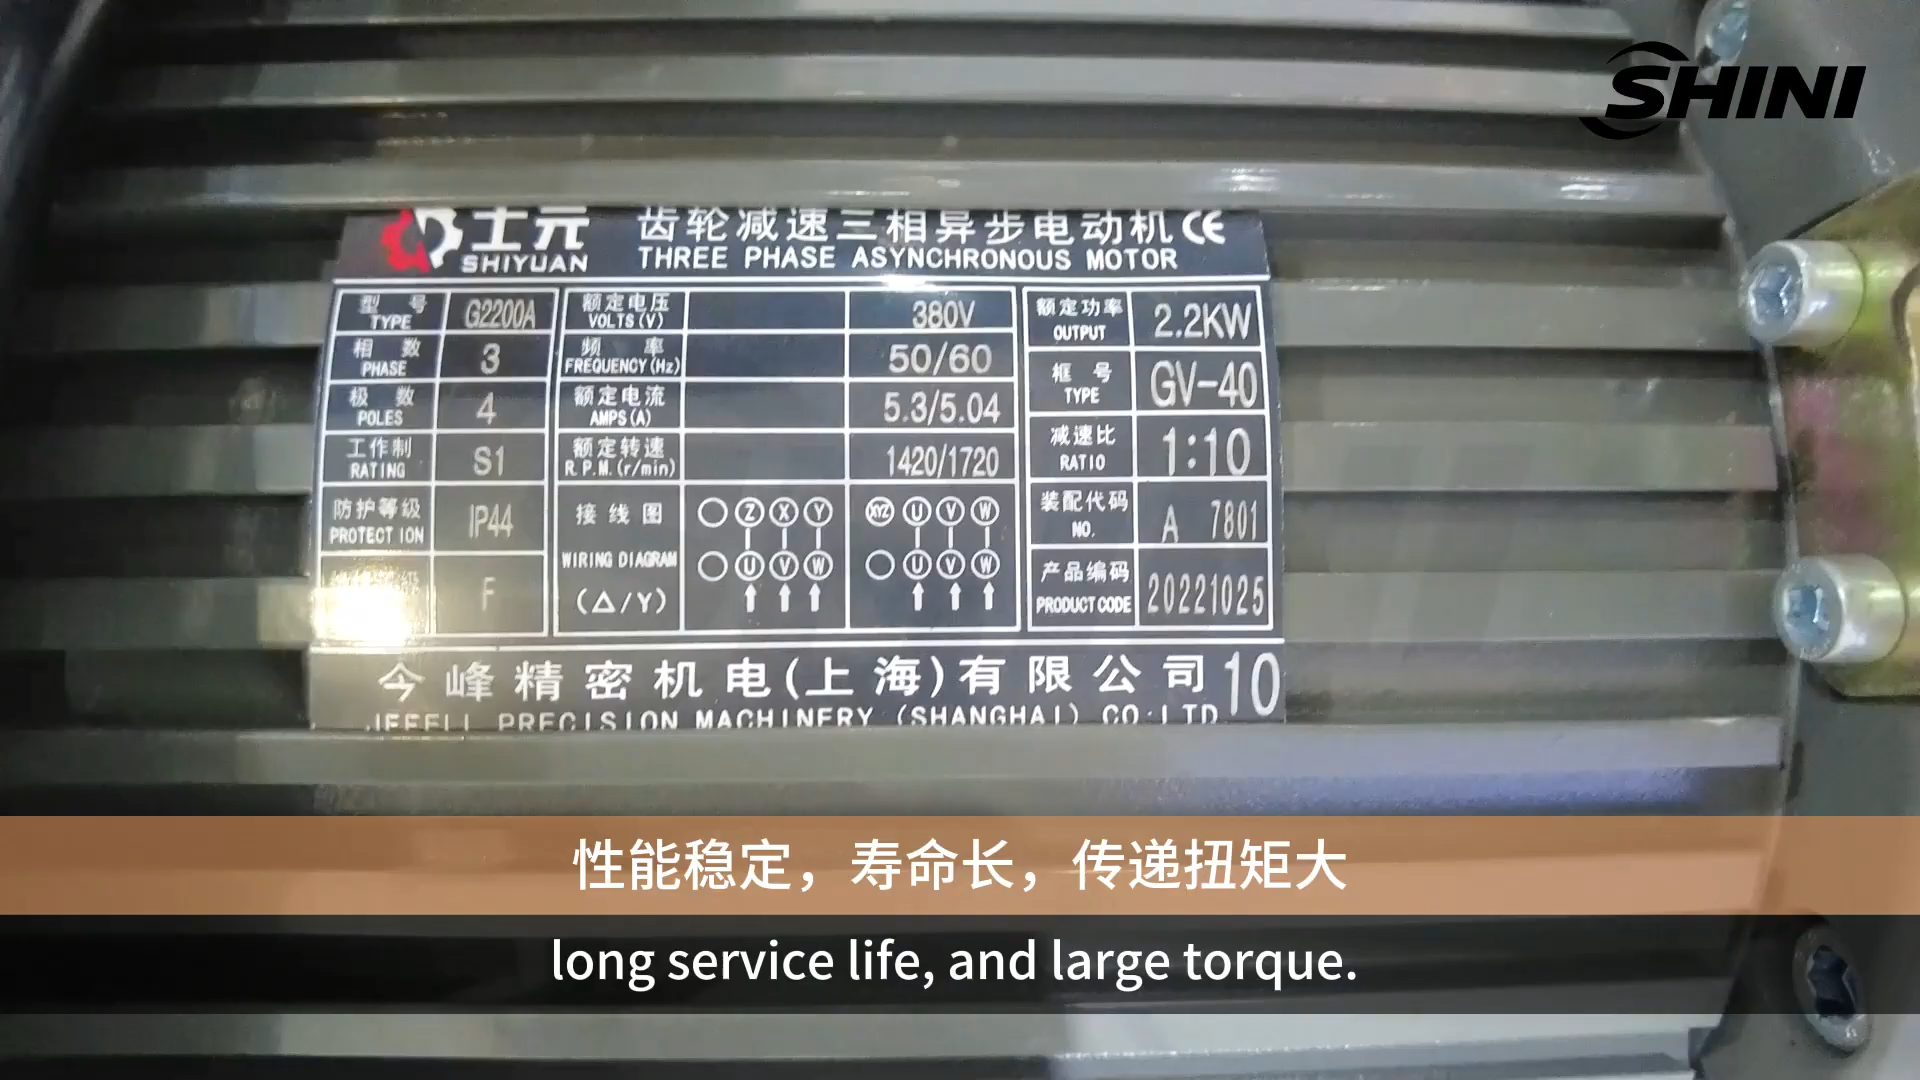 SHINI
士元 齿轮减速三相异步电动机 CE
SHIYUAN THREE PHASE ASYNCHRONOUS MOTOR
型号 TYPE G2200A
相数 PHASE 3
极数 POLES 4
工作制 RATING S1
防护等级 PROTECTION IP44
级 F
额定电压 VOLTS(V) 380V
频率 FREQUENCY(Hz) 50/60
额定电流 AMPS(A) 5.3/5.04
额定转速 R.P.M.(r/min) 1420/1720
接线图 WIRING DIAGRAM (△/Y)
Z X Y
U V W
XYZ U V W
U V W
额定功率 OUTPUT 2.2KW
框号 TYPE GV-40
减速比 RATIO 1:10
装配代码 NO. A 7801
产品编码 PRODUCT CODE 20221025
今峰精密机电(上海)有限公司 10
PRECISION MACHINERY (SHANGHAI) CO.LTD
性能稳定，寿命长，传递扭矩大
long service life, and large torque.